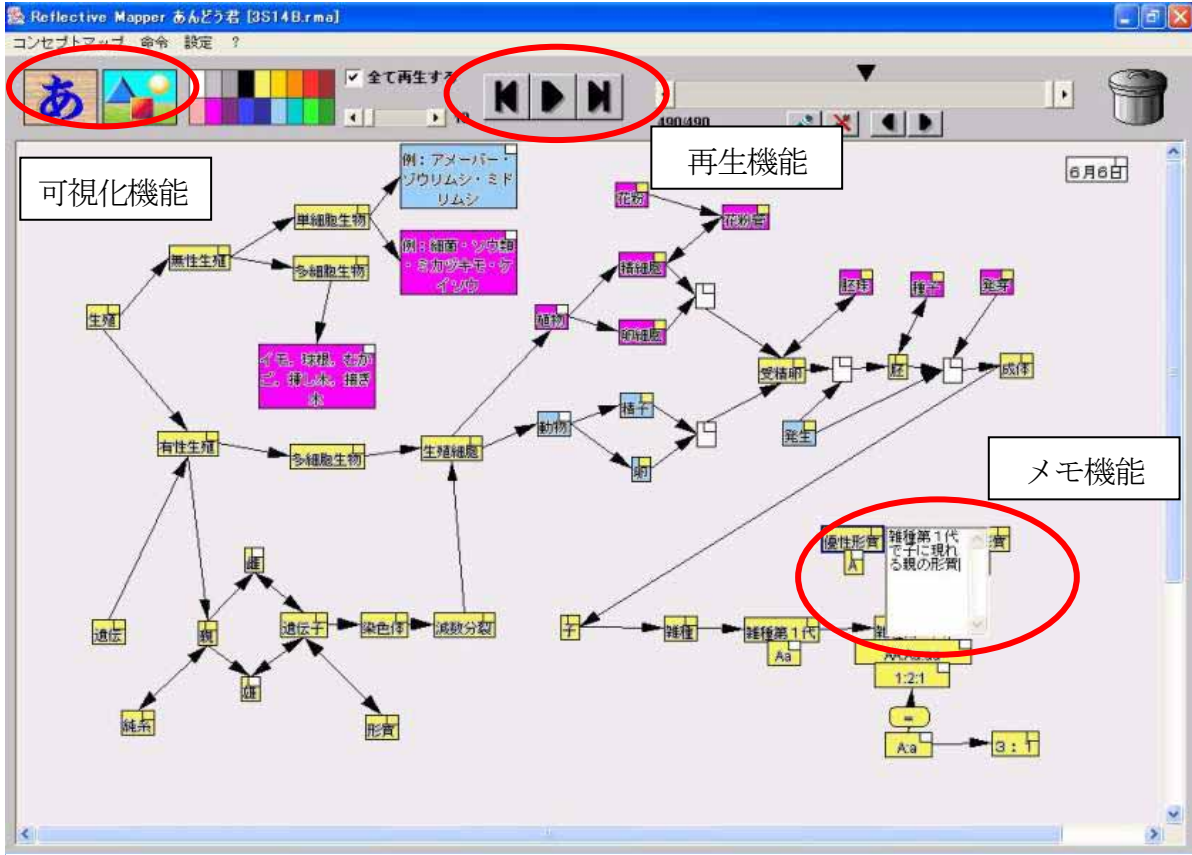 Reflective Mapper あんどう君 [3S14B.rma]
コンセプトマップ 命令 設定 ?
あ
全て再生する
490/490
可視化機能
再生機能
メモ機能
6月6日
例：アメーバー・
ゾウリムシ・ミド
リムシ
単細胞生物
無性生殖
多細胞生物
例：細菌・ソウ類
・ミカヅキモ・ケ
イソウ
生殖
イモ，球根，むか
ご，挿し木，接ぎ
木
花粉
花粉管
精細胞
植物
卵細胞
胚珠
種子
発芽
受精卵
胚
成体
有性生殖
多細胞生物
生殖細胞
動物
精子
卵
発生
優性形質
A
雑種第１代
で子に現れ
る親の形質
質
雌
遺伝
親
遺伝子
染色体
減数分裂
雄
純系
形質
子
雑種
雑種第１代
Aa
1:2:1
=
A:a
３：１